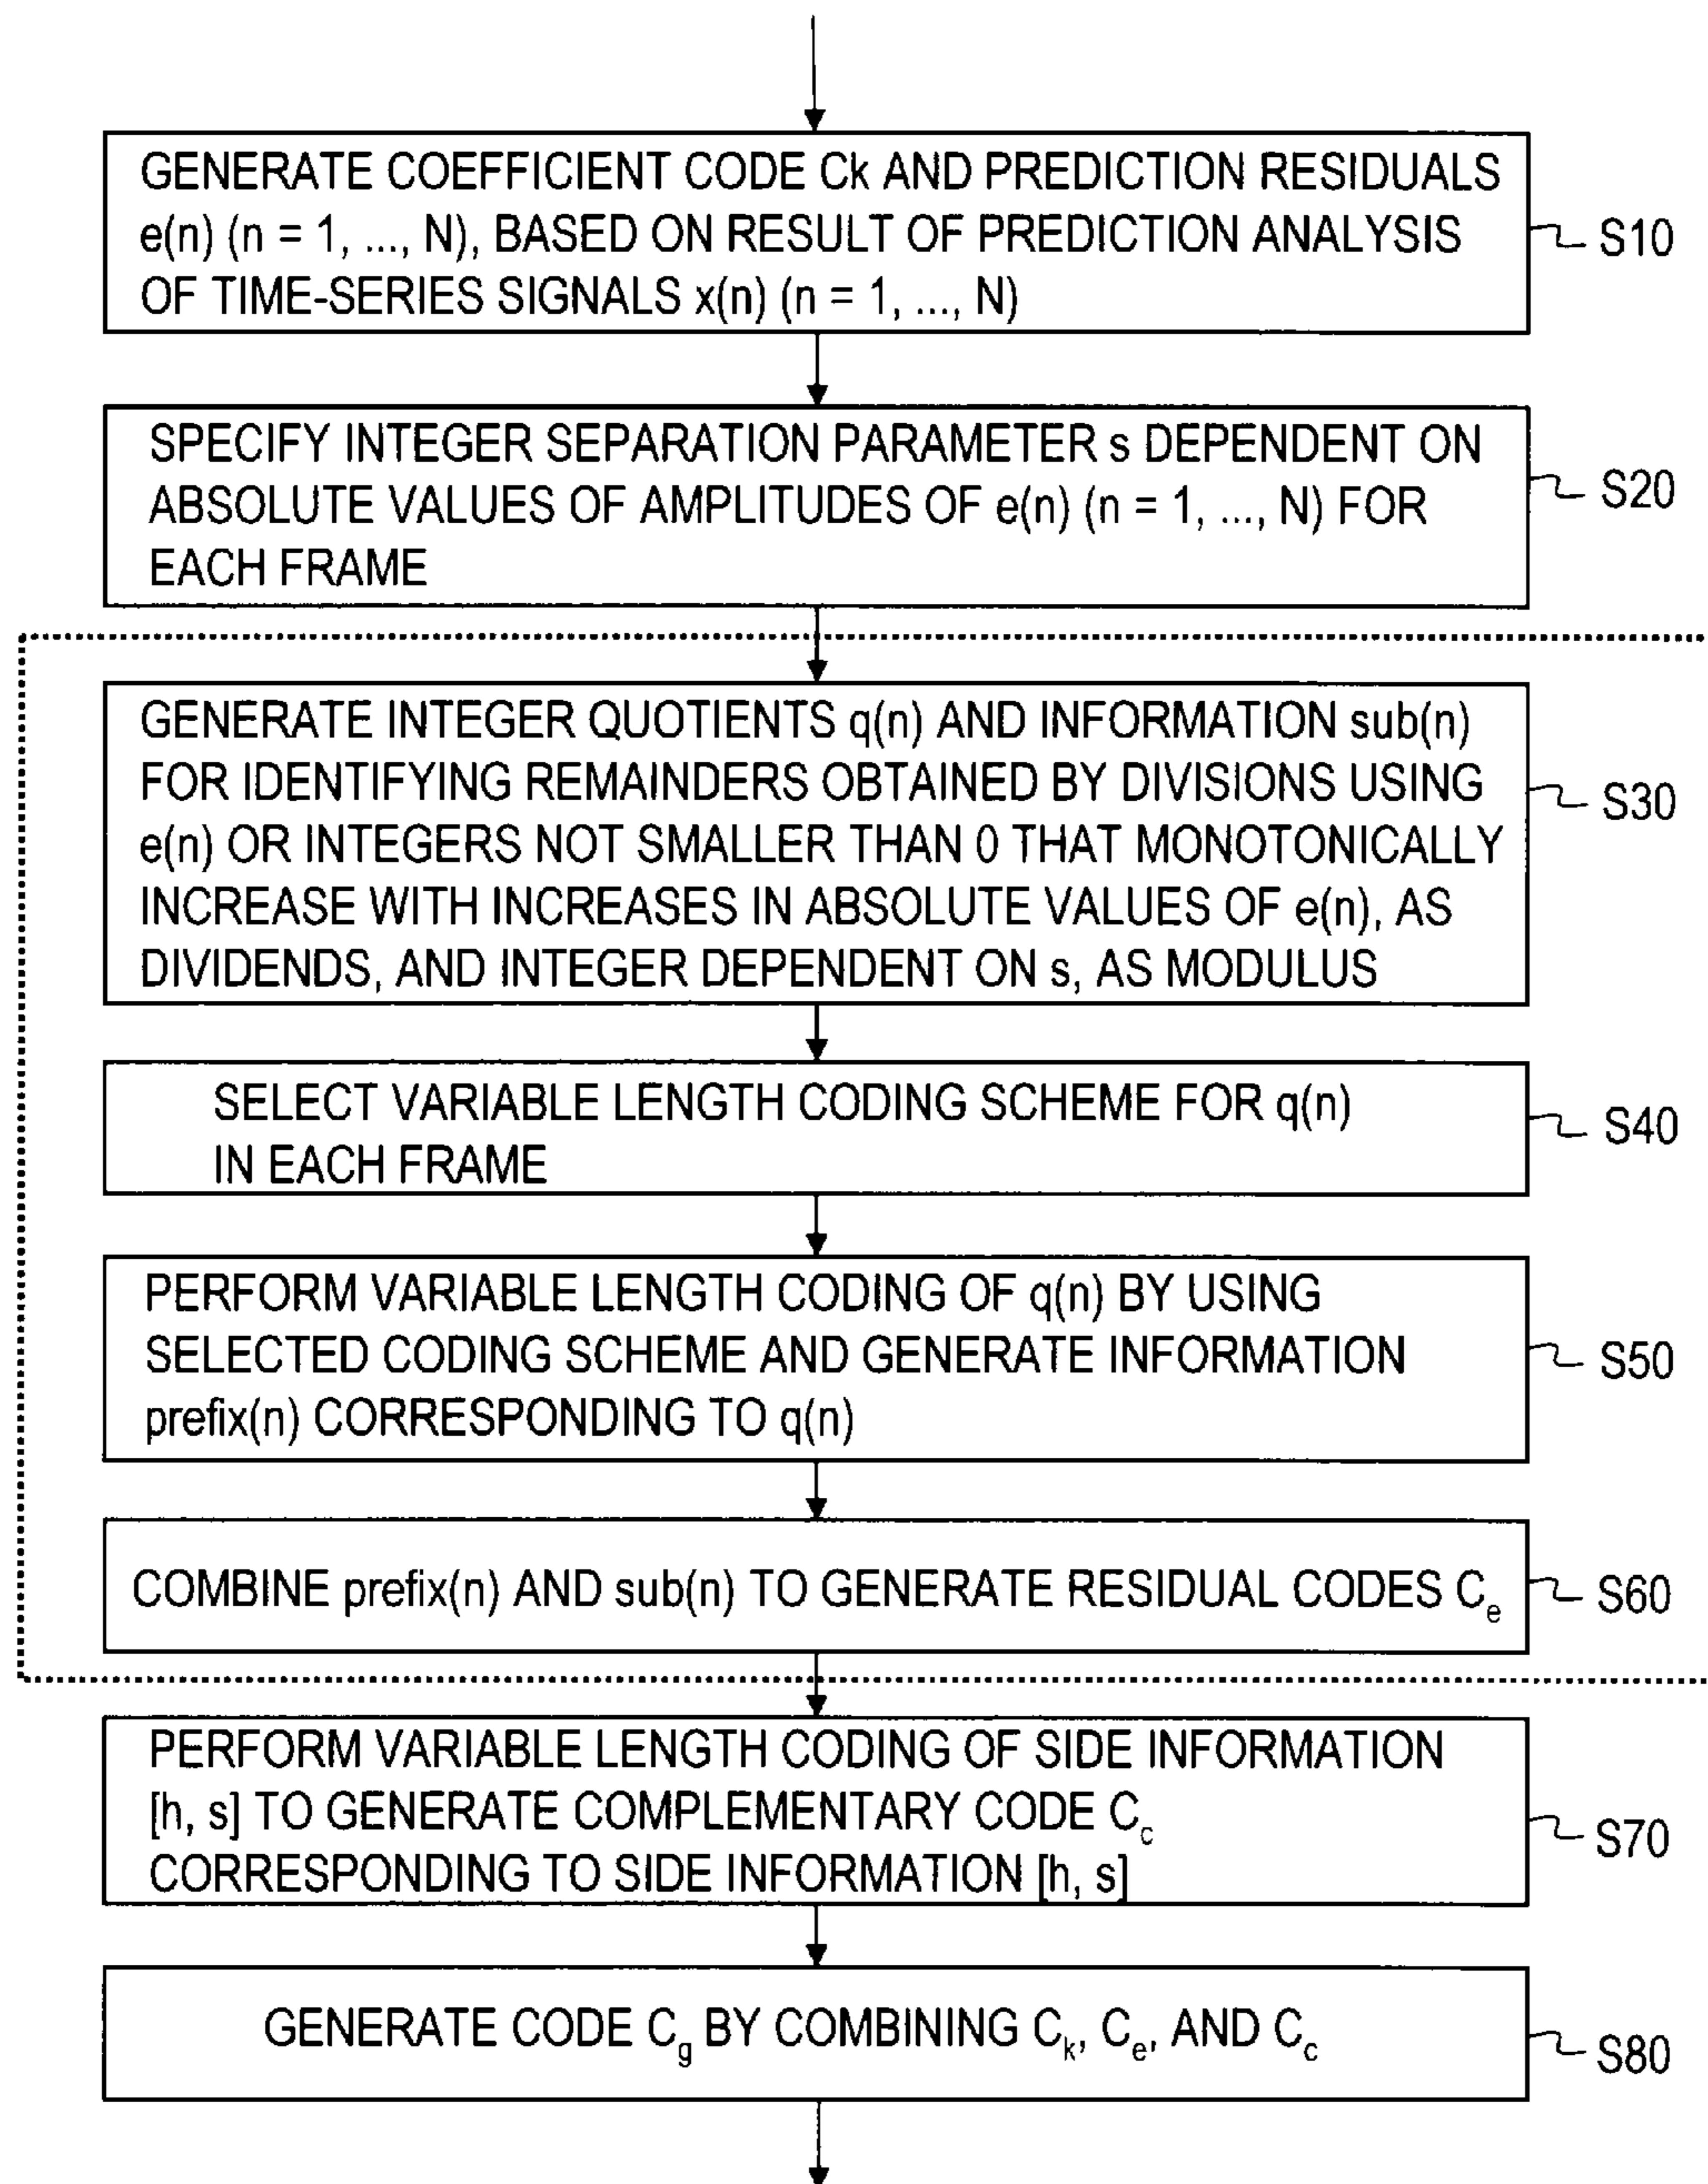 GENERATE COEFFICIENT CODE Ck AND PREDICTION RESIDUALS
e(n) (n = 1, ..., N), BASED ON RESULT OF PREDICTION ANALYSIS
OF TIME-SERIES SIGNALS x(n) (n = 1, ..., N)
S10
SPECIFY INTEGER SEPARATION PARAMETER s DEPENDENT ON
ABSOLUTE VALUES OF AMPLITUDES OF e(n) (n = 1, ..., N) FOR
EACH FRAME
S20
GENERATE INTEGER QUOTIENTS q(n) AND INFORMATION sub(n)
FOR IDENTIFYING REMAINDERS OBTAINED BY DIVISIONS USING
e(n) OR INTEGERS NOT SMALLER THAN 0 THAT MONOTONICALLY
INCREASE WITH INCREASES IN ABSOLUTE VALUES OF e(n), AS
DIVIDENDS, AND INTEGER DEPENDENT ON s, AS MODULUS
S30
SELECT VARIABLE LENGTH CODING SCHEME FOR q(n)
IN EACH FRAME
S40
PERFORM VARIABLE LENGTH CODING OF q(n) BY USING
SELECTED CODING SCHEME AND GENERATE INFORMATION
prefix(n) CORRESPONDING TO q(n)
S50
COMBINE prefix(n) AND sub(n) TO GENERATE RESIDUAL CODES Ce
S60
PERFORM VARIABLE LENGTH CODING OF SIDE INFORMATION
[h, s] TO GENERATE COMPLEMENTARY CODE Cc
CORRESPONDING TO SIDE INFORMATION [h, s]
S70
GENERATE CODE Cg BY COMBINING Ck, Ce, AND Cc
S80